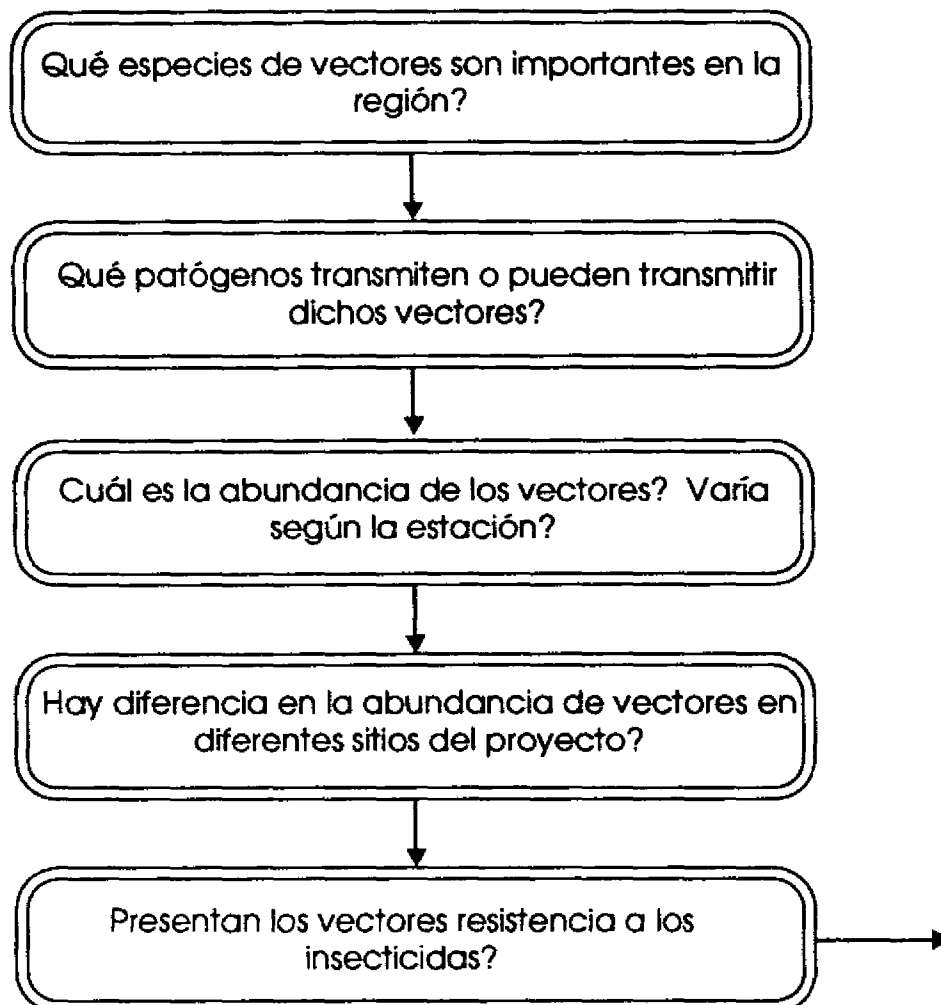 Qué especies de vectores son importantes en la
región?
Qué patógenos transmiten o pueden transmitir
dichos vectores?
Cuál es la abundancia de los vectores? Varía
según la estación?
Hay diferencia en la abundancia de vectores en
diferentes sitios del proyecto?
Presentan los vectores resistencia a los
insecticidas?